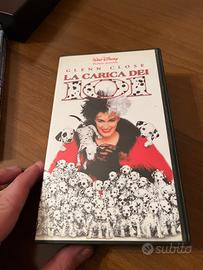 Walt Disney
GLENN CLOSE
LA CARICA DEI
101
subito